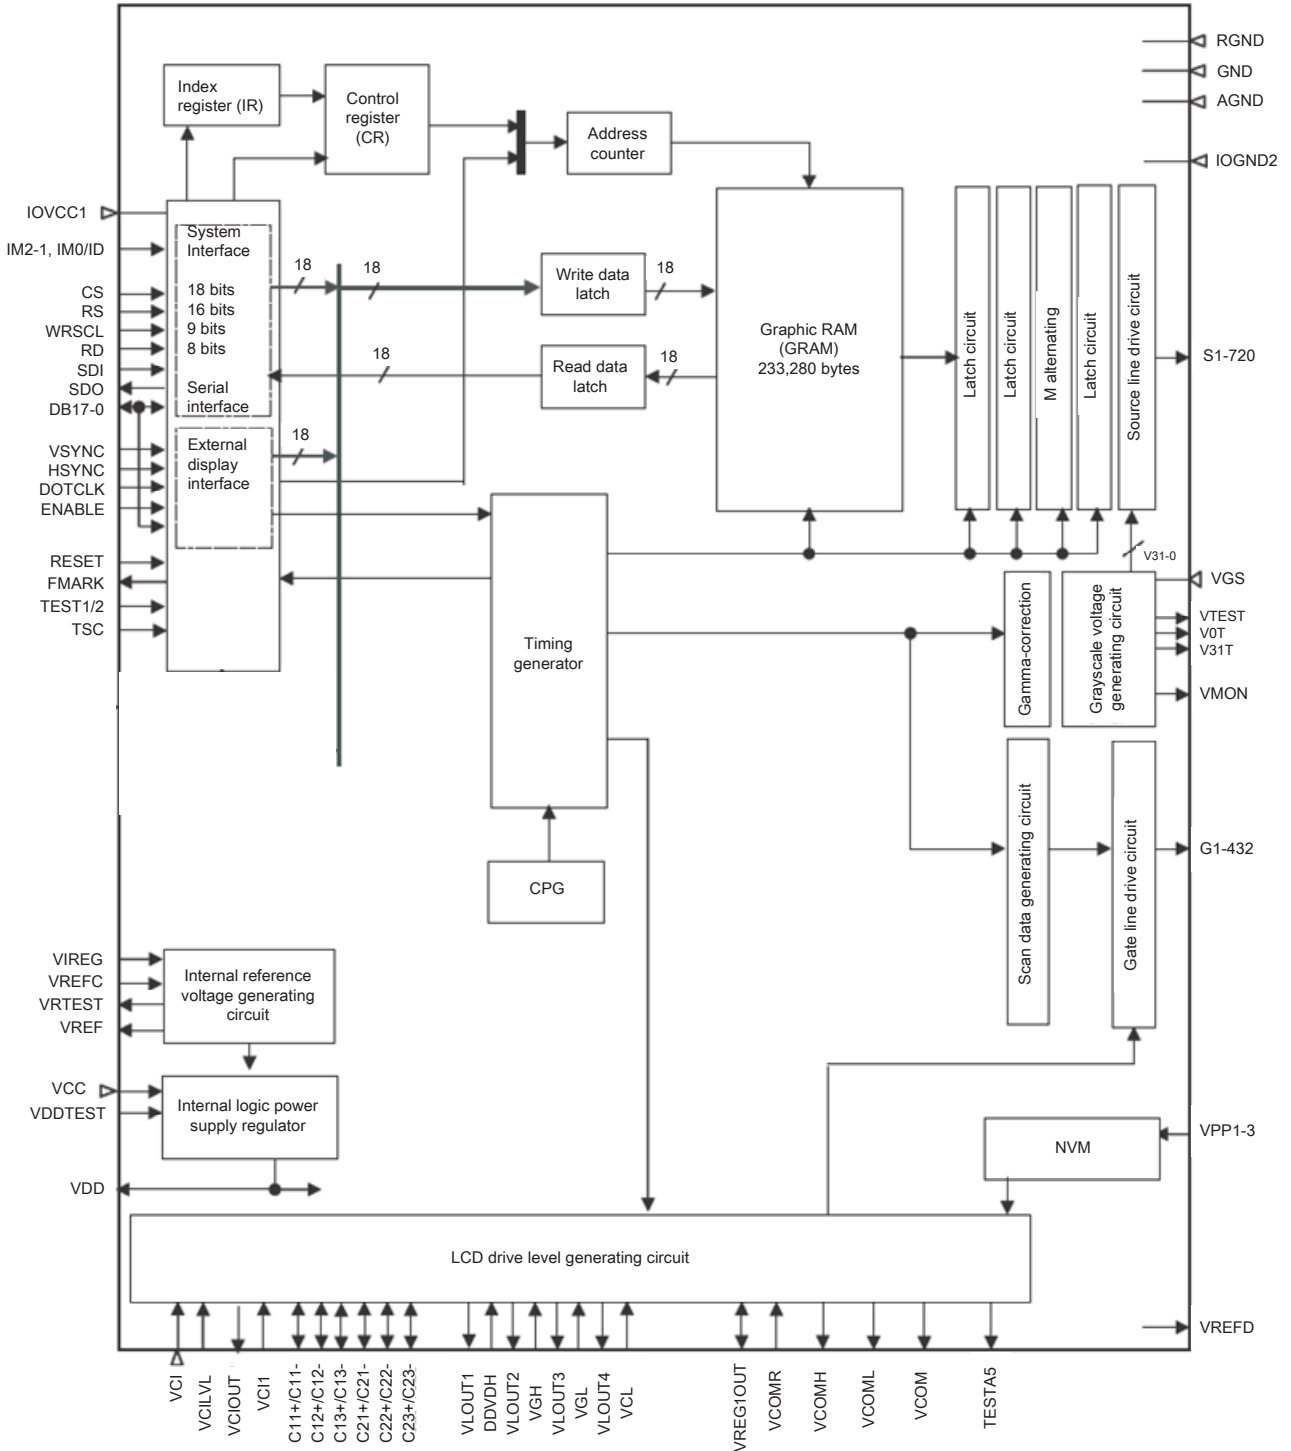 RGND
GND
AGND
IOGND2
Index
register (IR)
Control
register
(CR)
Address
counter
IOVCC1
IM2-1, IM0/ID
CS
RS
WRSCL
RD
SDI
SDO
DB17-0
VSYNC
HSYNC
DOTCLK
ENABLE
RESET
FMARK
TEST1/2
TSC
System
Interface
18 bits
16 bits
9 bits
8 bits
Serial
interface
External
display
interface
18
18
18
18
18
18
Write data
latch
Read data
latch
Graphic RAM
(GRAM)
233,280 bytes
Latch circuit
Latch circuit
M alternating
Latch circuit
Source line drive circuit
S1-720
V31-0
VGS
VTEST
V0T
V31T
VMON
Timing
generator
Gamma-correction
Grayscale voltage
generating circuit
CPG
Scan data generating circuit
Gate line drive circuit
G1-432
VIREG
VREFC
VRTEST
VREF
Internal reference
voltage generating
circuit
VCC
VDDTEST
Internal logic power
supply regulator
VDD
NVM
VPP1-3
LCD drive level generating circuit
VREFD
VCI
VCILVL
VCIOUT
VCI1
C11+/C11-
C12+/C12-
C13+/C13-
C21+/C21-
C22+/C22-
C23+/C23-
VLOUT1
DDVDH
VLOUT2
VGH
VLOUT3
VGL
VLOUT4
VCL
VREG1OUT
VCOMR
VCOMH
VCOML
VCOM
TESTA5